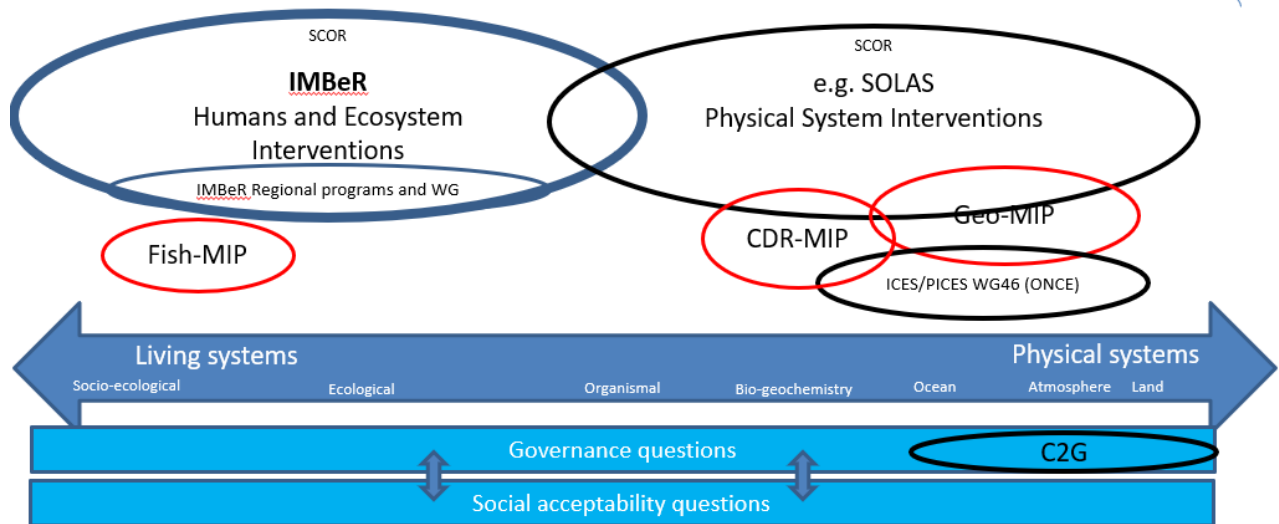 SCOR
IMBeR
Humans and Ecosystem
Interventions
IMBeR Regional programs and WG
SCOR
e.g. SOLAS
Physical System Interventions
Fish-MIP
CDR-MIP
Geo-MIP
ICES/PICES WG46 (ONCE)
Living systems
Physical systems
Socio-ecological
Ecological
Organismal
Bio-geochemistry
Ocean
Atmosphere
Land
Governance questions
C2G
Social acceptability questions